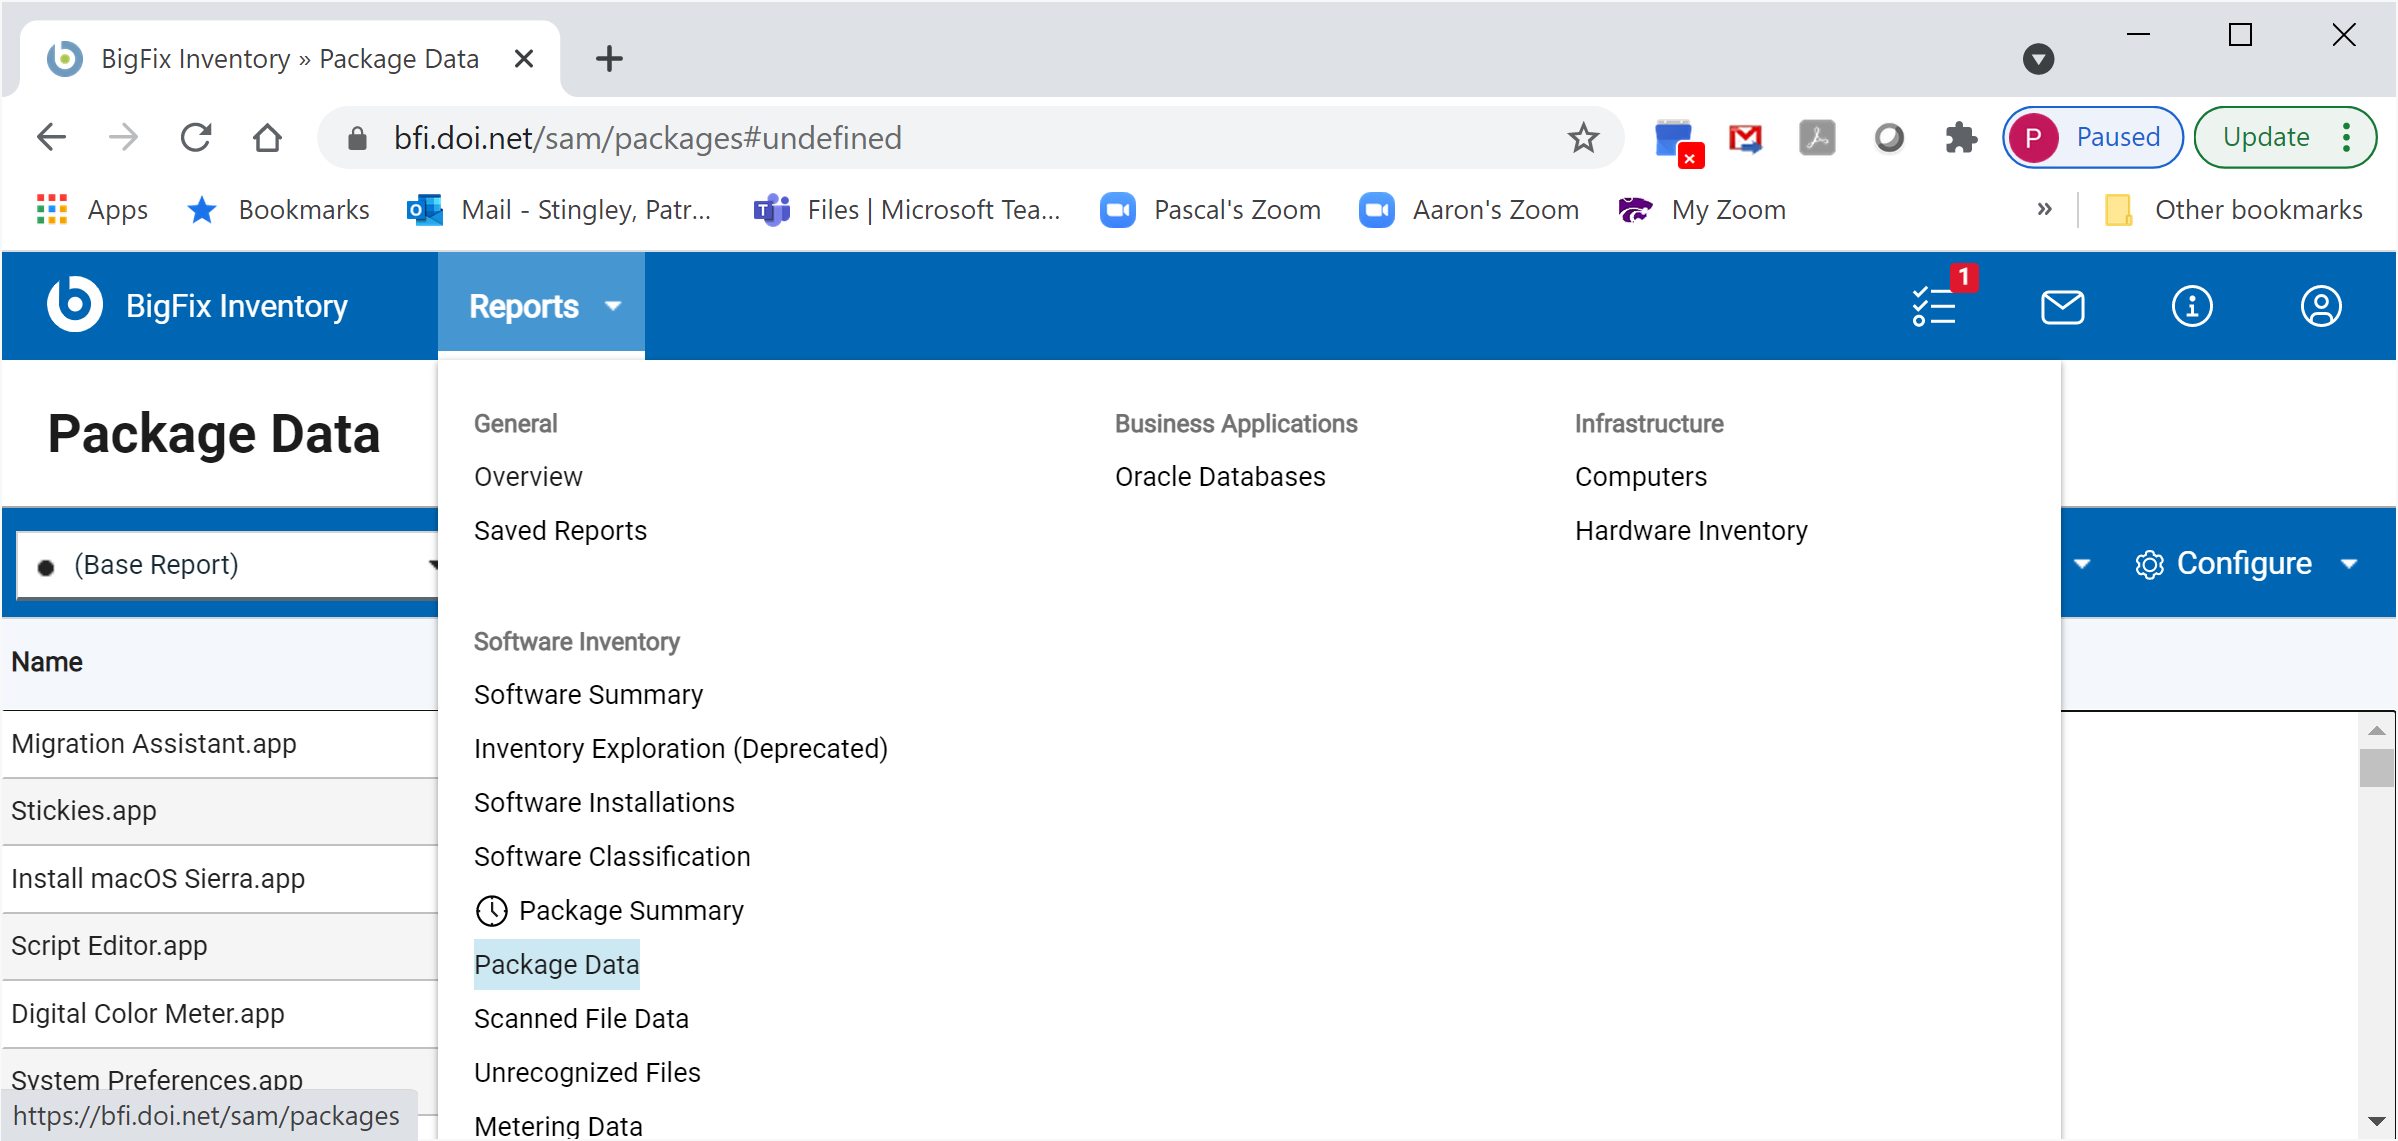 BigFix Inventory » Package Data
bfi.doi.net/sam/packages#undefined
P Paused
Update
Apps Bookmarks Mail - Stingley, Patr... Files | Microsoft Tea... Pascal's Zoom Aaron's Zoom My Zoom » Other bookmarks
BigFix Inventory Reports 1
Package Data
General
Overview
Saved Reports
Business Applications
Oracle Databases
Infrastructure
Computers
Hardware Inventory
(Base Report)
Configure
Software Inventory
Software Summary
Inventory Exploration (Deprecated)
Software Installations
Software Classification
Package Summary
Package Data
Scanned File Data
Unrecognized Files
Metering Data
Name
Migration Assistant.app
Stickies.app
Install macOS Sierra.app
Script Editor.app
Digital Color Meter.app
System Preferences.app
https://bfi.doi.net/sam/packages